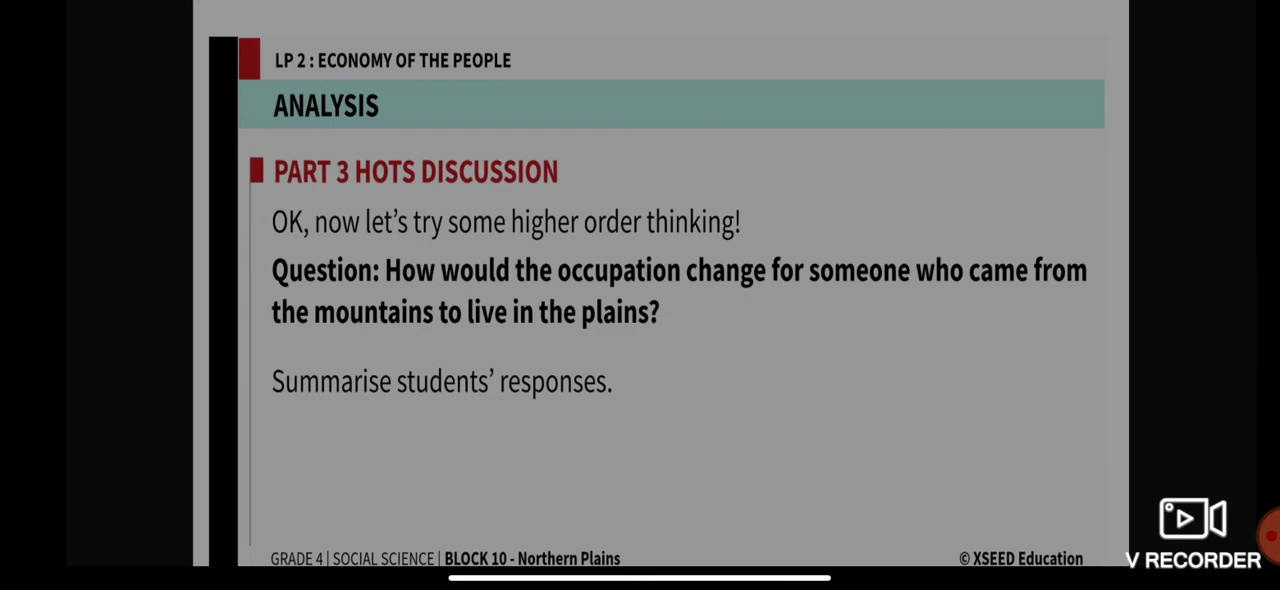 LP 2 : ECONOMY OF THE PEOPLE
ANALYSIS
PART 3 HOTS DISCUSSION
OK, now let's try some higher order thinking!
Question: How would the occupation change for someone who came from
the mountains to live in the plains?
Summarise students' responses.
GRADE 4 | SOCIAL SCIENCE | BLOCK 10 - Northern Plains
© XSEED Education
V RECORDER